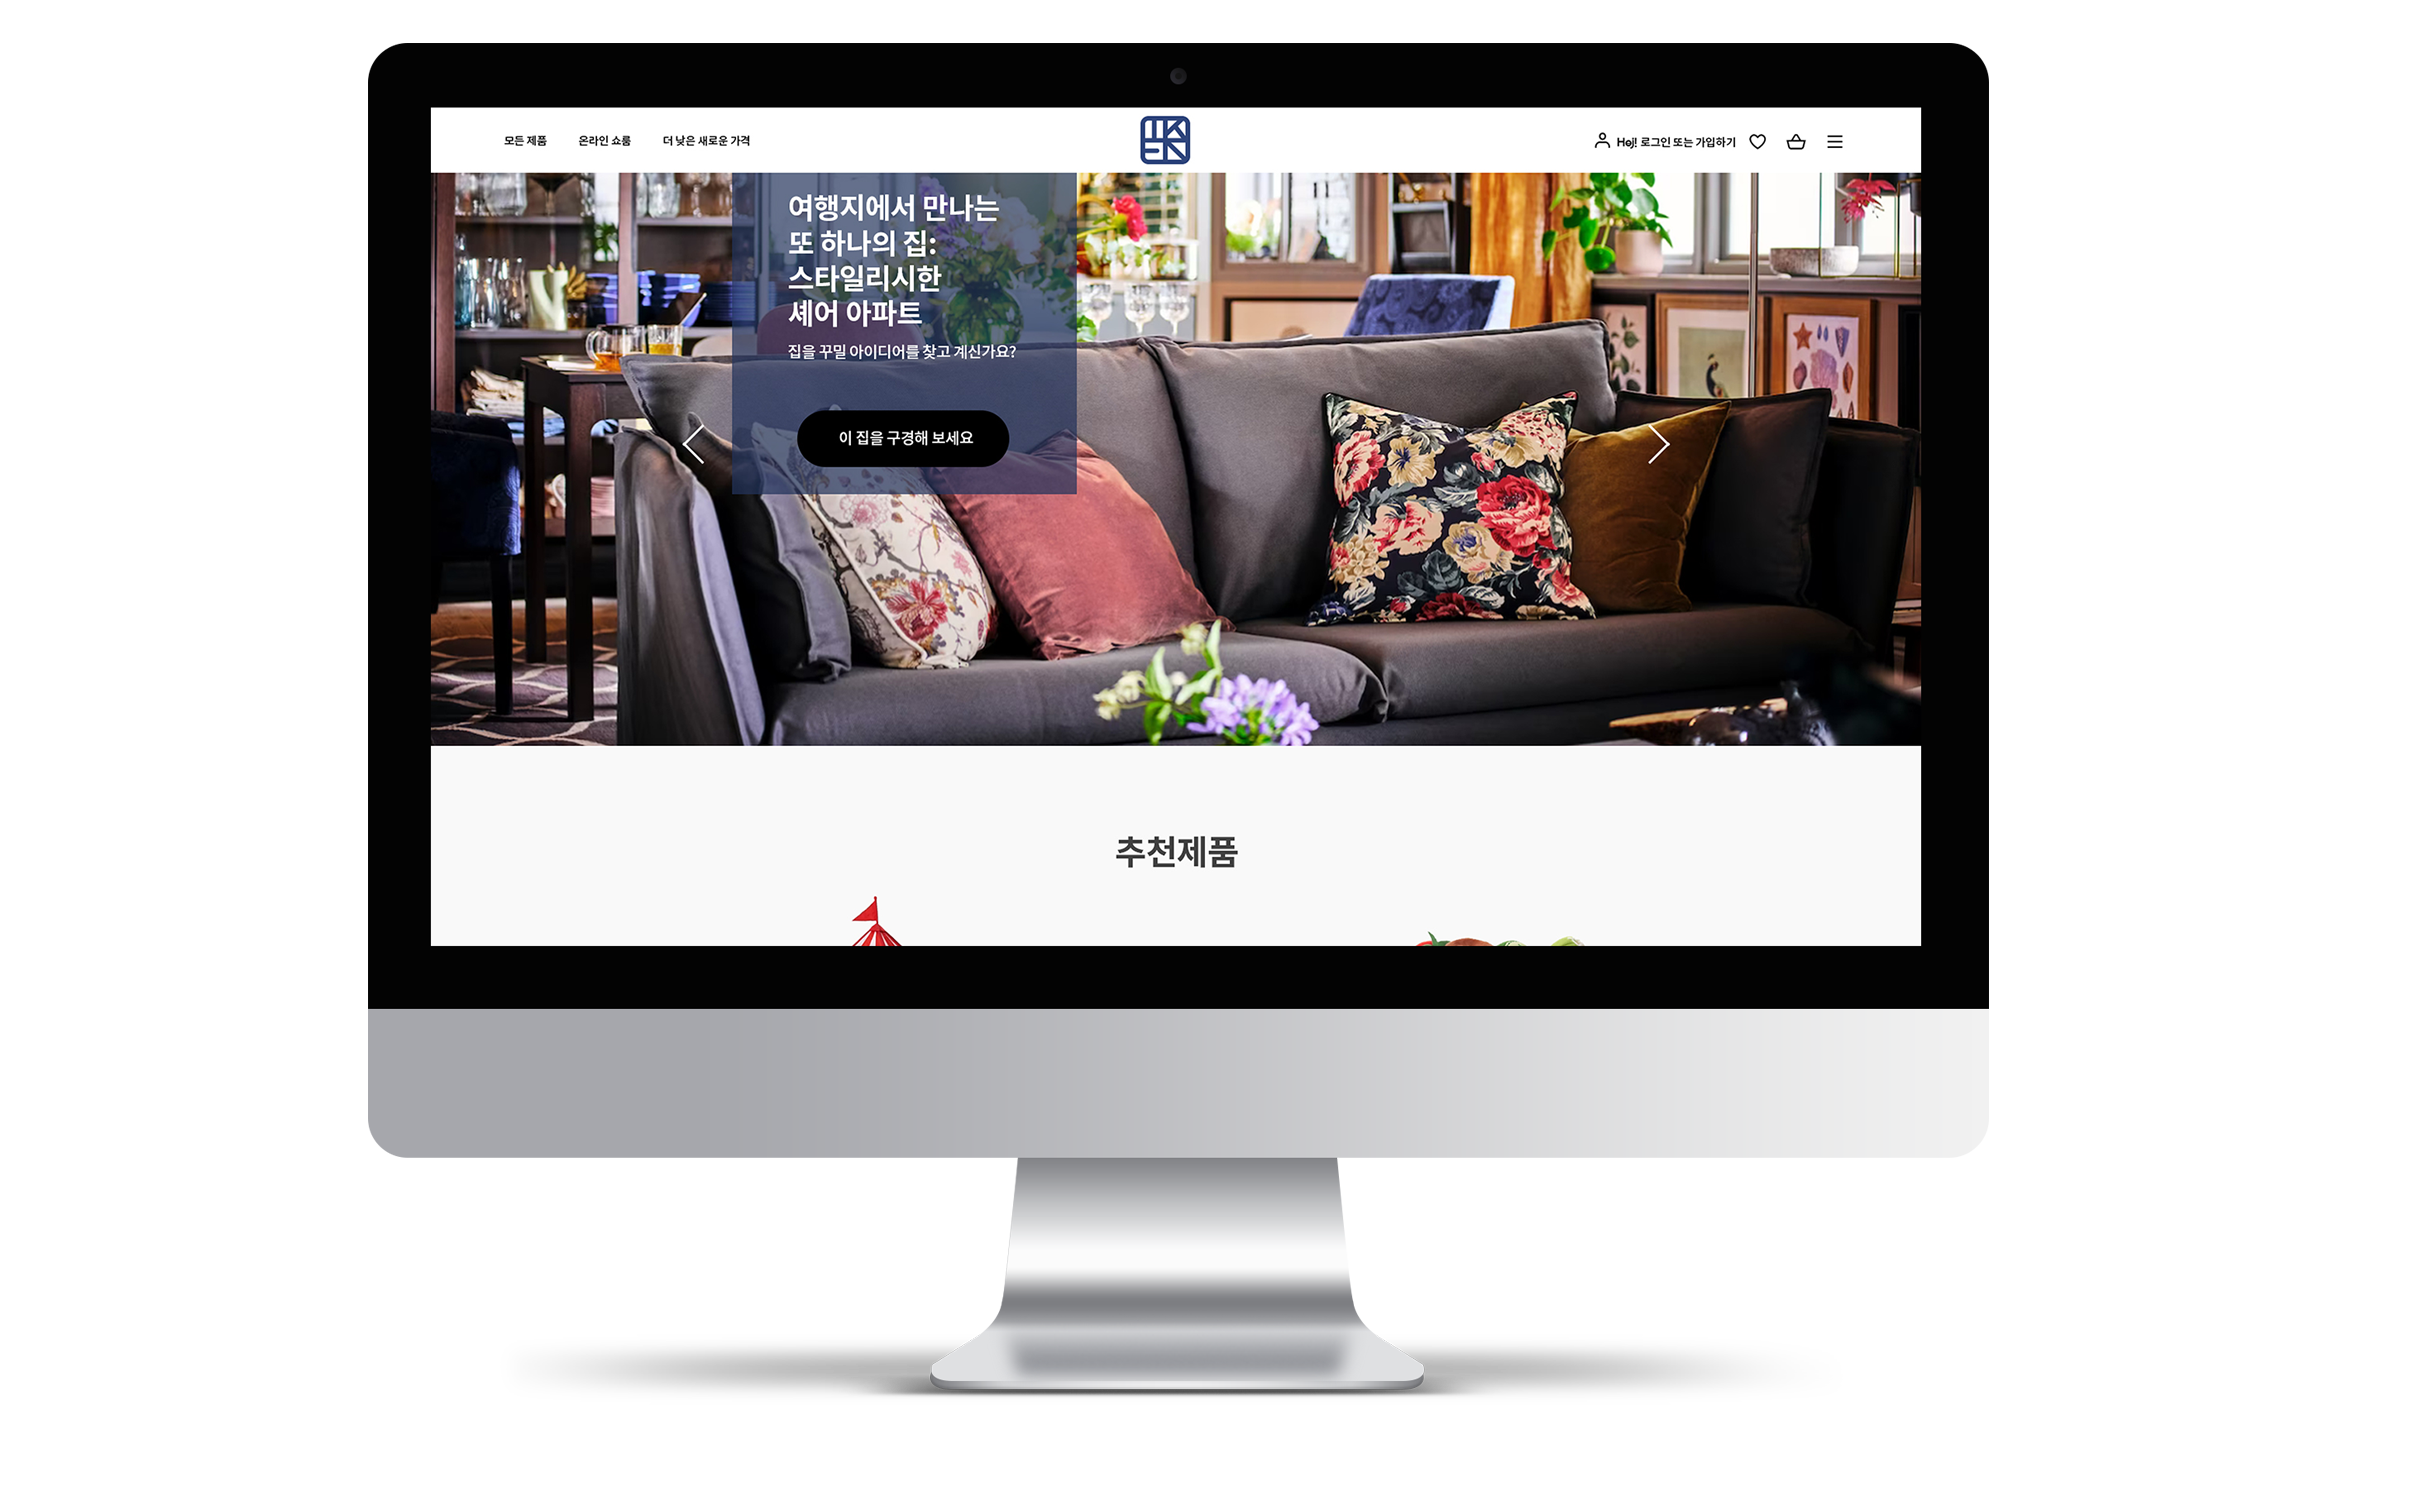 모든 제품
온라인 쇼룸
더 낮은 새로운 가격
Hej! 로그인 또는 가입하기
여행지에서 만나는
또 하나의 집:
스타일리시한
셰어 아파트
집을 꾸밀 아이디어를 찾고 계신가요?
이 집을 구경해 보세요
추천제품